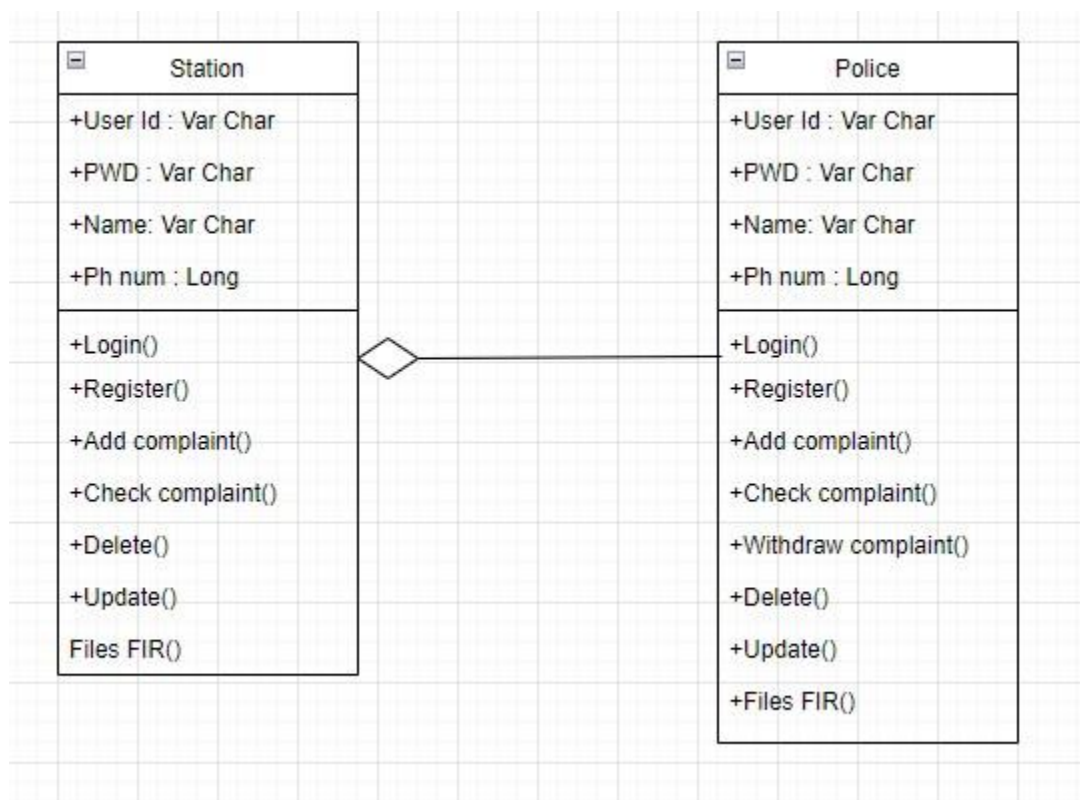 Station
+User Id : Var Char
+PWD : Var Char
+Name: Var Char
+Ph num : Long
+Login()
+Register()
+Add complaint()
+Check complaint()
+Delete()
+Update()
Files FIR()
Police
+User Id : Var Char
+PWD : Var Char
+Name: Var Char
+Ph num : Long
+Login()
+Register()
+Add complaint()
+Check complaint()
+Withdraw complaint()
+Delete()
+Update()
+Files FIR()